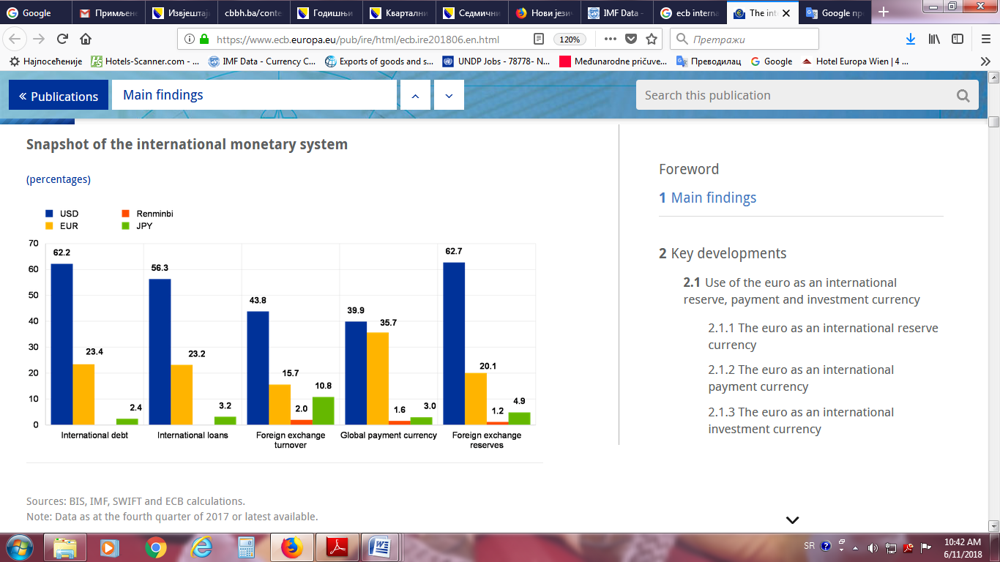 Google
Примљене
Извјештај
cbbh.ba/conte
Годишњи
Квартални
Седмични
Нови језич
IMF Data -
ecb interna
The inte
Google пр
https://www.ecb.europa.eu/pub/ire/html/ecb.ire201806.en.html
120%
Претражи
Најпосећеније
Hotels-Scanner.com - ...
IMF Data - Currency C...
Exports of goods and s...
UNDP Jobs - 78778- N...
Međunarodne pričuve...
Преводилац
Google
Hotel Europa Wien | 4 ...
« Publications
Main findings
Search this publication
Snapshot of the international monetary system
(percentages)
USD
Renminbi
EUR
JPY
70
60
50
40
30
20
10
0
62.2
23.4
2.4
56.3
23.2
3.2
43.8
15.7
2.0
10.8
39.9
35.7
1.6
3.0
62.7
20.1
1.2
4.9
International debt
International loans
Foreign exchange
turnover
Global payment currency
Foreign exchange
reserves
Sources: BIS, IMF, SWIFT and ECB calculations.
Note: Data as at the fourth quarter of 2017 or latest available.
Foreword
1 Main findings
2 Key developments
2.1 Use of the euro as an international
reserve, payment and investment currency
2.1.1 The euro as an international reserve
currency
2.1.2 The euro as an international
payment currency
2.1.3 The euro as an international
investment currency
SR
10:42 AM
6/11/2018